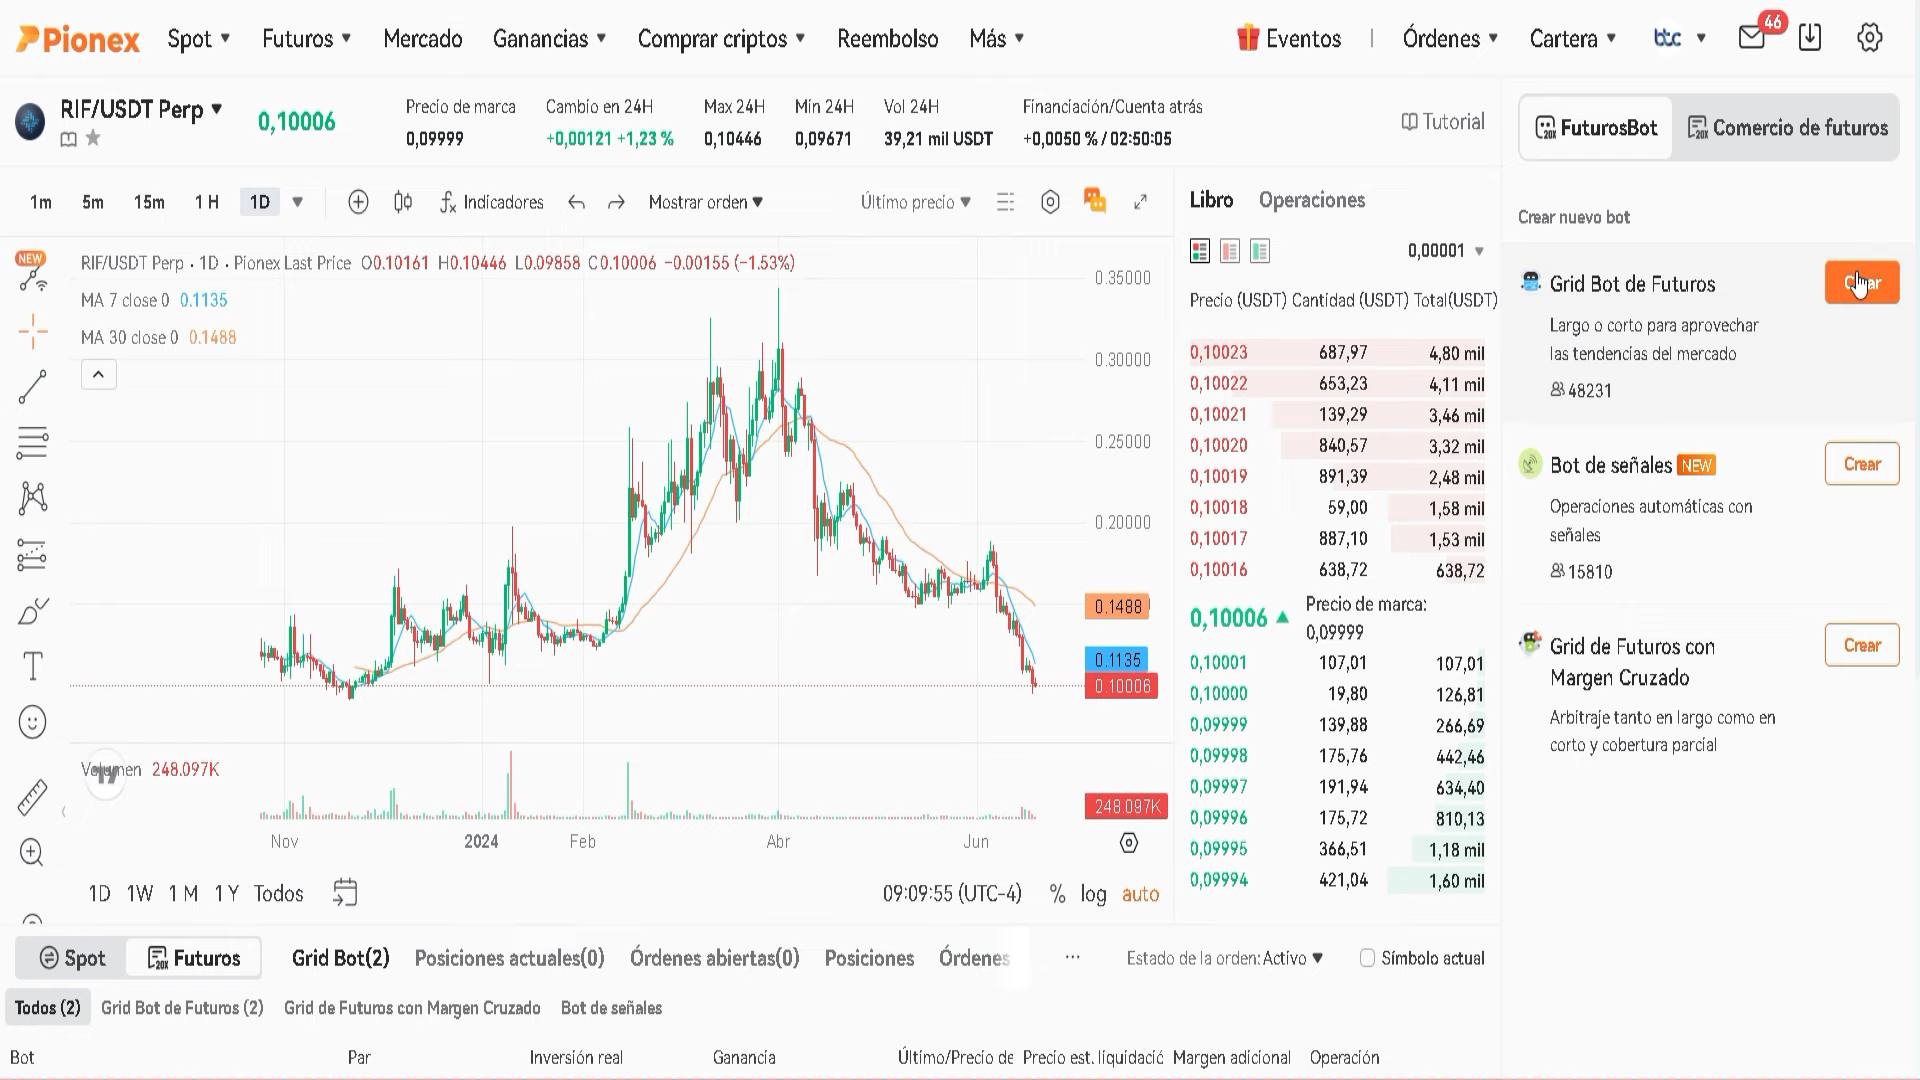 Pionex
Spot Futuros Mercado Ganancias Comprar criptos Reembolso Más Eventos | Órdenes Cartera btc 46
RIF/USDT Perp
0,10006
Precio de marca Cambio en 24H Max 24H Min 24H Vol 24H Financiación/Cuenta atrás
0,09999 +0,00121 +1,23 % 0,10446 0,09671 39,21 mil USDT +0,0050 % / 02:50:05
Tutorial
FuturosBot Comercio de futuros
1m 5m 15m 1H 1D Indicadores Mostrar orden Último precio
NEW
RIF/USDT Perp · 1D · Pionex Last Price O0.10161 H0.10446 L0.09858 C0.10006 −0.00155 (−1.53%)
MA 7 close 0 0.1135
MA 30 close 0 0.1488
0.35000
0.30000
0.25000
0.20000
0.1488
0.1135
0.10006
Volumen 248.097K
248.097K
Nov 2024 Feb Abr Jun
1D 1W 1M 1Y Todos 09:09:55 (UTC-4) % log auto
Libro Operaciones
0,00001
Precio (USDT) Cantidad (USDT) Total(USDT)
0,10023 687,97 4,80 mil
0,10022 653,23 4,11 mil
0,10021 139,29 3,46 mil
0,10020 840,57 3,32 mil
0,10019 891,39 2,48 mil
0,10018 59,00 1,58 mil
0,10017 887,10 1,53 mil
0,10016 638,72 638,72
0,10006 Precio de marca:
0,09999
0,10001 107,01 107,01
0,10000 19,80 126,81
0,09999 139,88 266,69
0,09998 175,76 442,46
0,09997 191,94 634,40
0,09996 175,72 810,13
0,09995 366,51 1,18 mil
0,09994 421,04 1,60 mil
Crear nuevo bot
Grid Bot de Futuros
Largo o corto para aprovechar
las tendencias del mercado
48231
Bot de señales NEW Crear
Operaciones automáticas con
señales
15810
Grid de Futuros con Crear
Margen Cruzado
Arbitraje tanto en largo como en
corto y cobertura parcial
Spot Futuros Grid Bot(2) Posiciones actuales(0) Órdenes abiertas(0) Posiciones Órdenes ... Estado de la orden:Activo Símbolo actual
Todos (2) Grid Bot de Futuros (2) Grid de Futuros con Margen Cruzado Bot de señales
Bot Par Inversión real Ganancia Último/Precio de Precio est. liquidació Margen adicional Operación